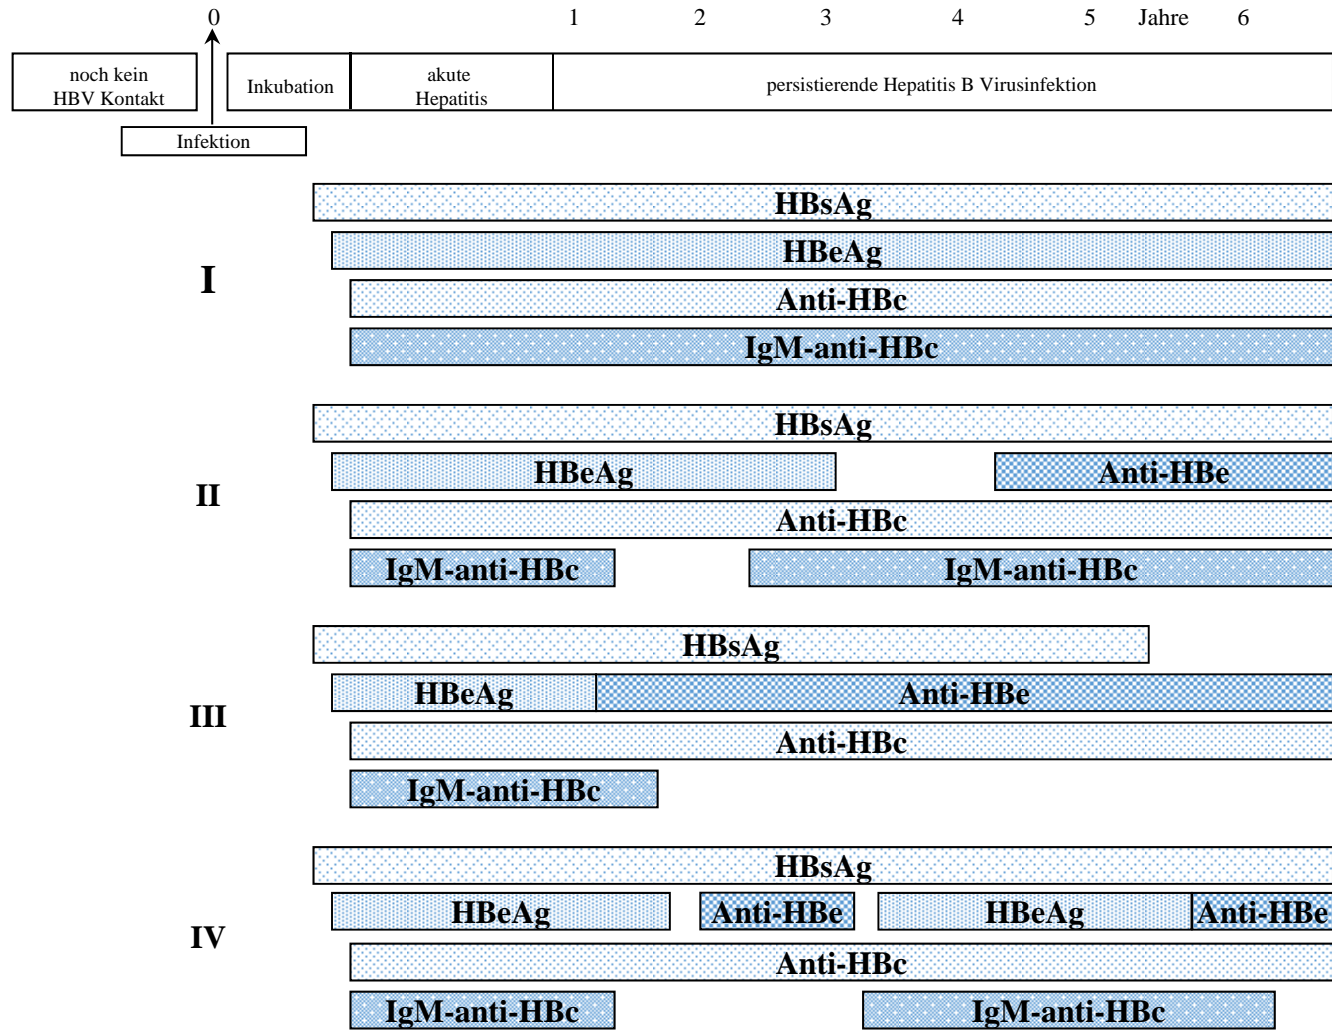 0 1 2 3 4 5 Jahre 6
noch kein
HBV Kontakt
Inkubation
akute
Hepatitis
persistierende Hepatitis B Virusinfektion
Infektion
I
HBsAg
HBeAg
Anti-HBc
IgM-anti-HBc
II
HBsAg
HBeAg Anti-HBe
Anti-HBc
IgM-anti-HBc IgM-anti-HBc
III
HBsAg
HBeAg Anti-HBe
Anti-HBc
IgM-anti-HBc
IV
HBsAg
HBeAg Anti-HBe HBeAg Anti-HBe
Anti-HBc
IgM-anti-HBc IgM-anti-HBc